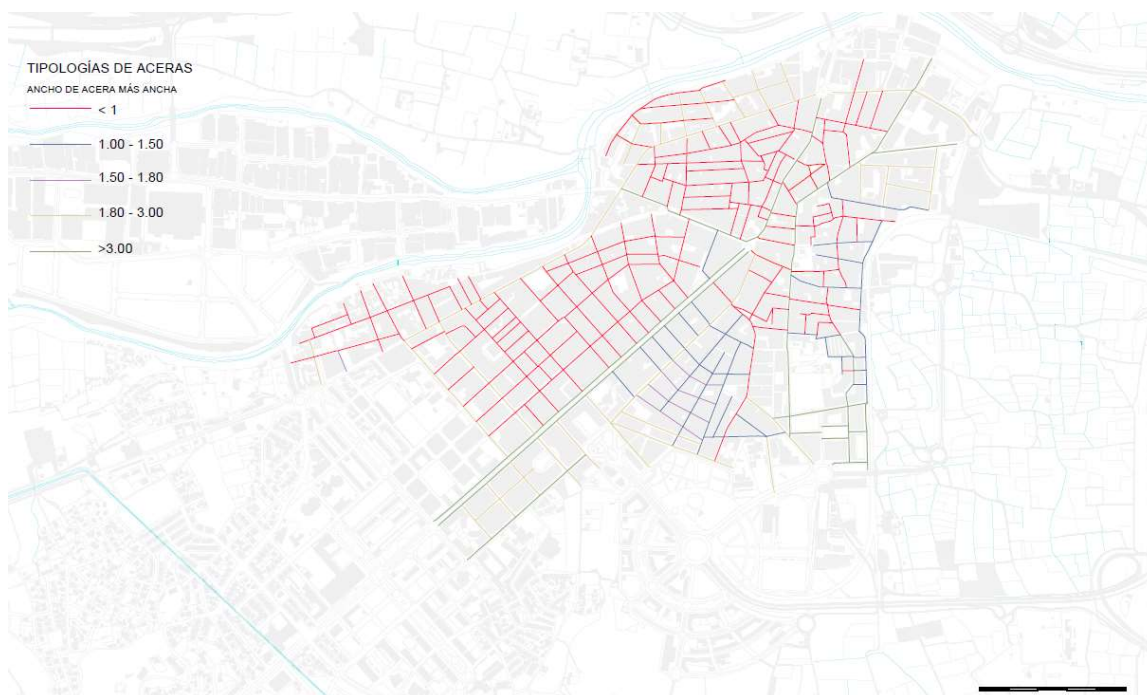 TIPOLOGÍAS DE ACERAS
ANCHO DE ACERA MÁS ANCHA
< 1
1.00 - 1.50
1.50 - 1.80
1.80 - 3.00
>3.00